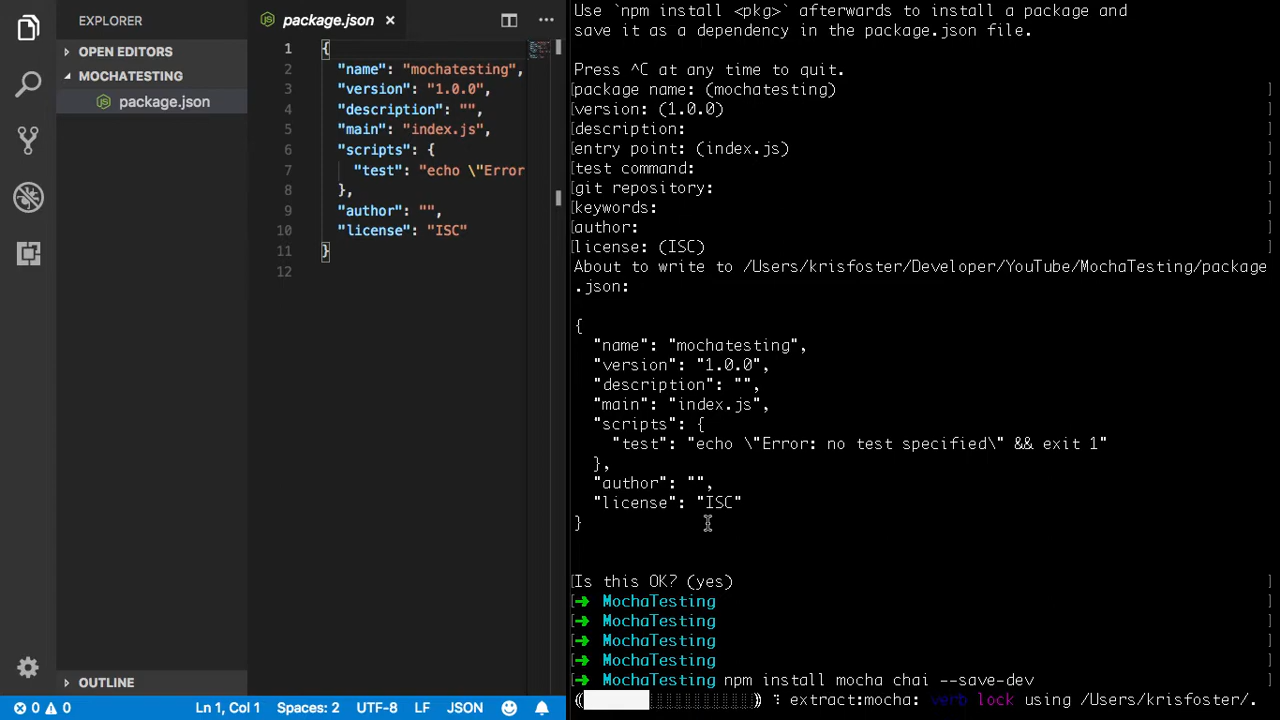 EXPLORER
OPEN EDITORS
MOCHATESTING
package.json
OUTLINE
package.json
1 {
2 "name": "mochatesting",
3 "version": "1.0.0",
4 "description": "",
5 "main": "index.js",
6 "scripts": {
7 "test": "echo \"Error
8 },
9 "author": "",
10 "license": "ISC"
11 }
12
0 0 Ln 1, Col 1 Spaces: 2 UTF-8 LF JSON
Use `npm install <pkg>` afterwards to install a package and
save it as a dependency in the package.json file.
Press ^C at any time to quit.
[package name: (mochatesting) ]
[version: (1.0.0) ]
[description: ]
[entry point: (index.js) ]
[test command: ]
[git repository: ]
[keywords: ]
[author: ]
[license: (ISC) ]
About to write to /Users/krisfoster/Developer/YouTube/MochaTesting/package
.json:
{
"name": "mochatesting",
"version": "1.0.0",
"description": "",
"main": "index.js",
"scripts": {
"test": "echo \"Error: no test specified\" && exit 1"
},
"author": "",
"license": "ISC"
}
[Is this OK? (yes) ]
[➜ MochaTesting ]
[➜ MochaTesting ]
[➜ MochaTesting ]
[➜ MochaTesting ]
[➜ MochaTesting npm install mocha chai --save-dev ]
(( ░░░░░░░░░░░) ⠸ extract:mocha: verb lock using /Users/krisfoster/.